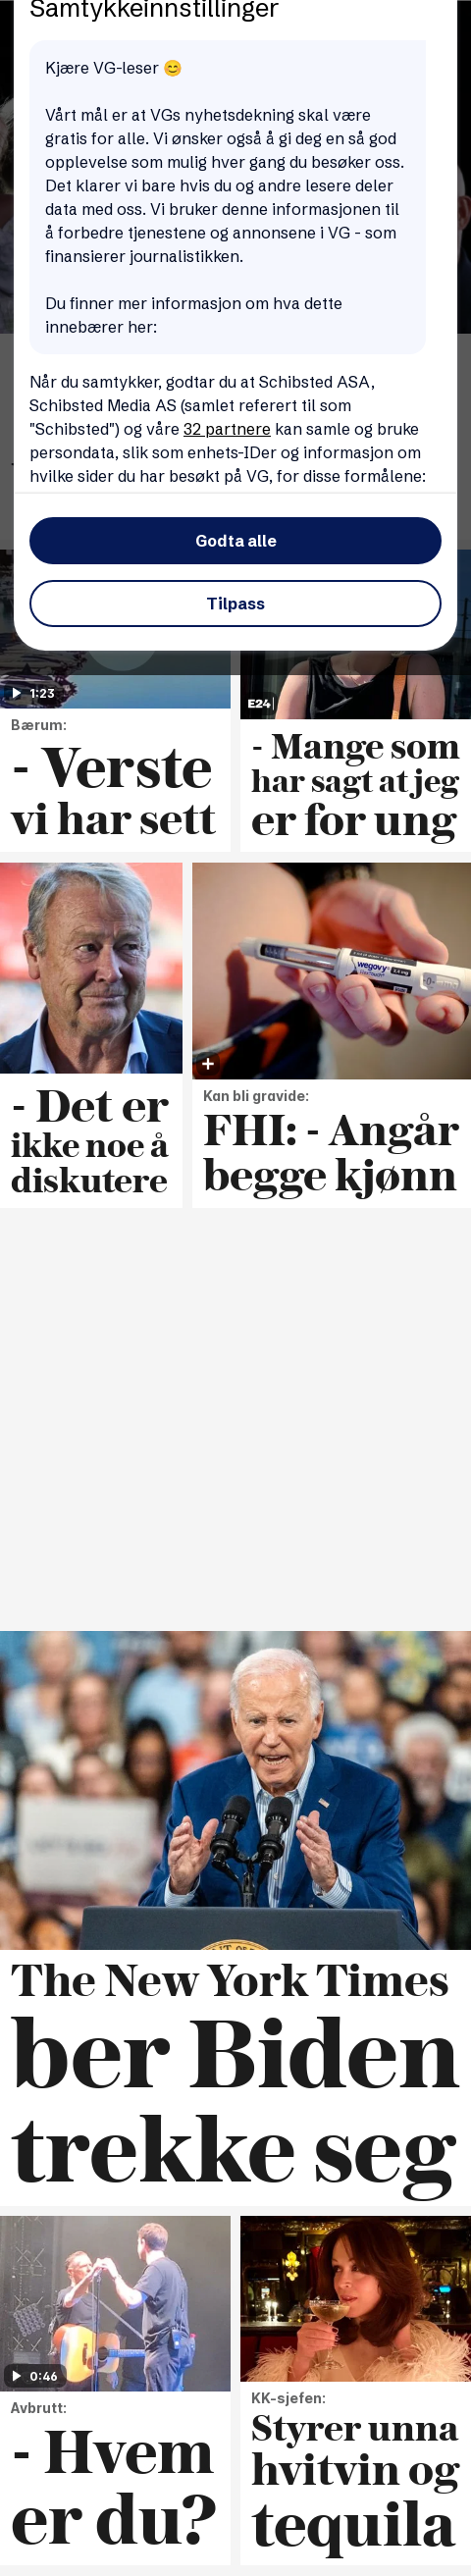 Samtykkeinnstillinger
Kjære VG-leser 😊
Vårt mål er at VGs nyhetsdekning skal være
gratis for alle. Vi ønsker også å gi deg en så god
opplevelse som mulig hver gang du besøker oss.
Det klarer vi bare hvis du og andre lesere deler
data med oss. Vi bruker denne informasjonen til
å forbedre tjenestene og annonsene i VG - som
finansierer journalistikken.
Du finner mer informasjon om hva dette
innebærer her:
Når du samtykker, godtar du at Schibsted ASA,
Schibsted Media AS (samlet referert til som
"Schibsted") og våre 32 partnere kan samle og bruke
persondata, slik som enhets-IDer og informasjon om
hvilke sider du har besøkt på VG, for disse formålene:
Godta alle
Tilpass
1:23
Bærum:
- Verste
vi har sett
E24
- Mange som
har sagt at jeg
er for ung
- Det er
ikke noe å
diskutere
wegovy
Kan bli gravide:
FHI: - Angår
begge kjønn
The New York Times
ber Biden
trekke seg
0:46
Avbrutt:
- Hvem
er du?
KK-sjefen:
Styrer unna
hvitvin og
tequila